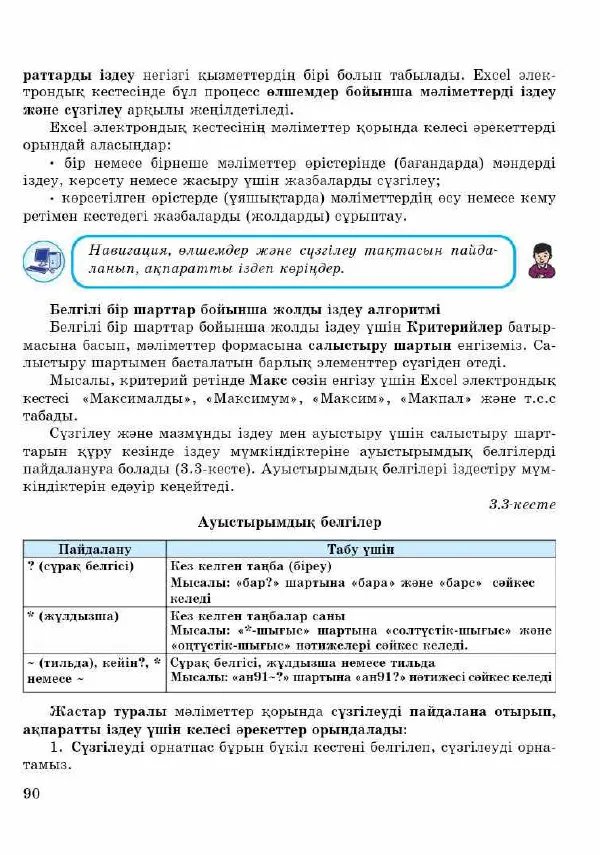 раттарды іздеу негізгі қызметтердің бірі болып табылады. Excel элек-
трондық кестесінде бұл процесс өлшемдер бойынша мәліметтерді іздеу
және сүзгілеу арқылы жеңілдетіледі.
Excel электрондық кестесінің мәліметтер қорында келесі әрекеттерді
орындай аласыңдар:
• бір немесе бірнеше мәліметтер өрістерінде (бағандарда) мәндерді
іздеу, көрсету немесе жасыру үшін жазбаларды сүзгілеу;
• көрсетілген өрістерде (ұяшықтарда) мәліметтердің өсу немесе кему
ретімен кестедегі жазбаларды (жолдарды) сұрыптау.
Навигация, өлшемдер және сүзгілеу тақтасын пайда-
ланып, ақпаратты іздеп көріңдер.
Белгілі бір шарттар бойынша жолды іздеу алгоритмі
Белгілі бір шарттар бойынша жолды іздеу үшін Критерийлер батыр-
масына басып, мәліметтер формасына салыстыру шартын енгіземіз. Са-
лыстыру шартымен басталатын барлық элементтер сүзгіден өтеді.
Мысалы, критерий ретінде Макс сөзін енгізу үшін Excel электрондық
кестесі «Максималды», «Максимум», «Максим», «Макпал» және т.с.с
табады.
Сүзгілеу және мазмұнды іздеу мен ауыстыру үшін салыстыру шарт-
тарын құру кезінде іздеу мүмкіндіктеріне ауыстырымдық белгілерді
пайдалануға болады (3.3-кесте). Ауыстырымдық белгілері іздестіру мүм-
кіндіктерін едәуір кеңейтеді.
3.3-кесте
Ауыстырымдық белгілер
Пайдалану Табу үшін
? (сұрақ белгісі) Кез келген таңба (біреу)
Мысалы: «бар?» шартына «бара» және «барс» сәйкес
келеді
* (жұлдызша) Кез келген таңбалар саны
Мысалы: «*-шығыс» шартына «солтүстік-шығыс» және
«оңтүстік-шығыс» нәтижелері сәйкес келеді.
~ (тильда), кейін?, * Сұрақ белгісі, жұлдызша немесе тильда
немесе ~ Мысалы: «ан91~?» шартына «ан91?» нәтижесі сәйкес келеді
Жастар туралы мәліметтер қорында сүзгілеуді пайдалана отырып,
ақпаратты іздеу үшін келесі әрекеттер орындалады:
1. Сүзгілеуді орнатпас бұрын бүкіл кестені белгілеп, сүзгілеуді орна-
тамыз.
90